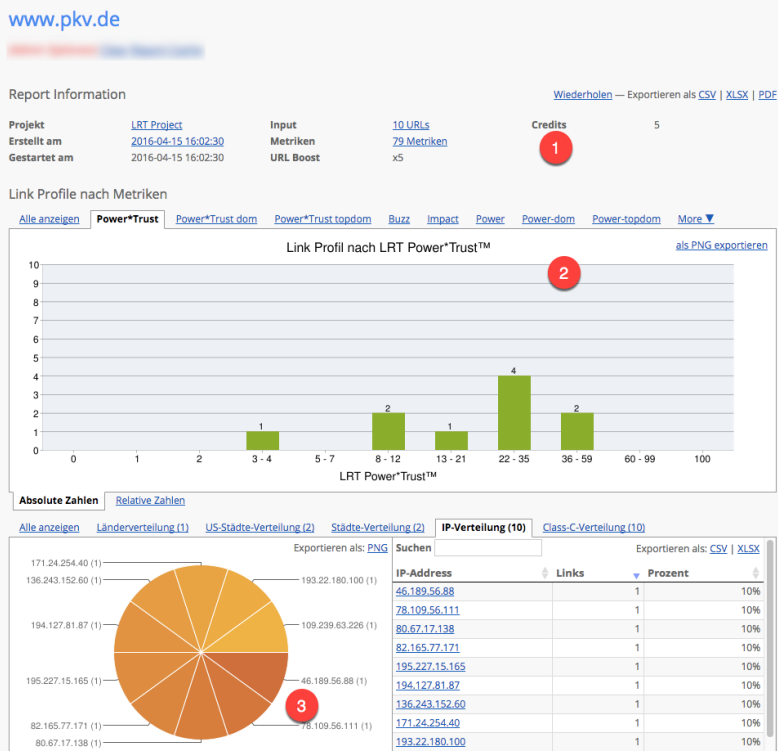 www.pkv.de
Report Information
Wiederholen — Exportieren als CSV | XLSX | PDF
Projekt LRT Project Input 10 URLs Credits 5
Erstellt am 2016-04-15 16:02:30 Metriken 79 Metriken
Gestartet am 2016-04-15 16:02:30 URL Boost x5
1
Link Profile nach Metriken
Alle anzeigen Power*Trust Power*Trust dom Power*Trust topdom Buzz Impact Power Power-dom Power-topdom More ▼
Link Profil nach LRT Power*Trust™
als PNG exportieren
2
10
9
8
7
6
5
4
3
2
1
0
1 2 1 4 2
0 1 2 3 - 4 5 - 7 8 - 12 13 - 21 22 - 35 36 - 59 60 - 99 100
LRT Power*Trust™
Absolute Zahlen Relative Zahlen
Alle anzeigen Länderverteilung (1) US-Städte-Verteilung (2) Städte-Verteilung (2) IP-Verteilung (10) Class-C-Verteilung (10)
Exportieren als: PNG
171.24.254.40 (1)
136.243.152.60 (1)
193.22.180.100 (1)
194.127.81.87 (1)
109.239.63.226 (1)
195.227.15.165 (1)
46.189.56.88 (1)
3
82.165.77.171 (1)
78.109.56.111 (1)
80.67.17.138 (1)
Suchen Exportieren als: CSV | XLSX
IP-Address Links Prozent
46.189.56.88 1 10%
78.109.56.111 1 10%
80.67.17.138 1 10%
82.165.77.171 1 10%
195.227.15.165 1 10%
194.127.81.87 1 10%
136.243.152.60 1 10%
171.24.254.40 1 10%
193.22.180.100 1 10%